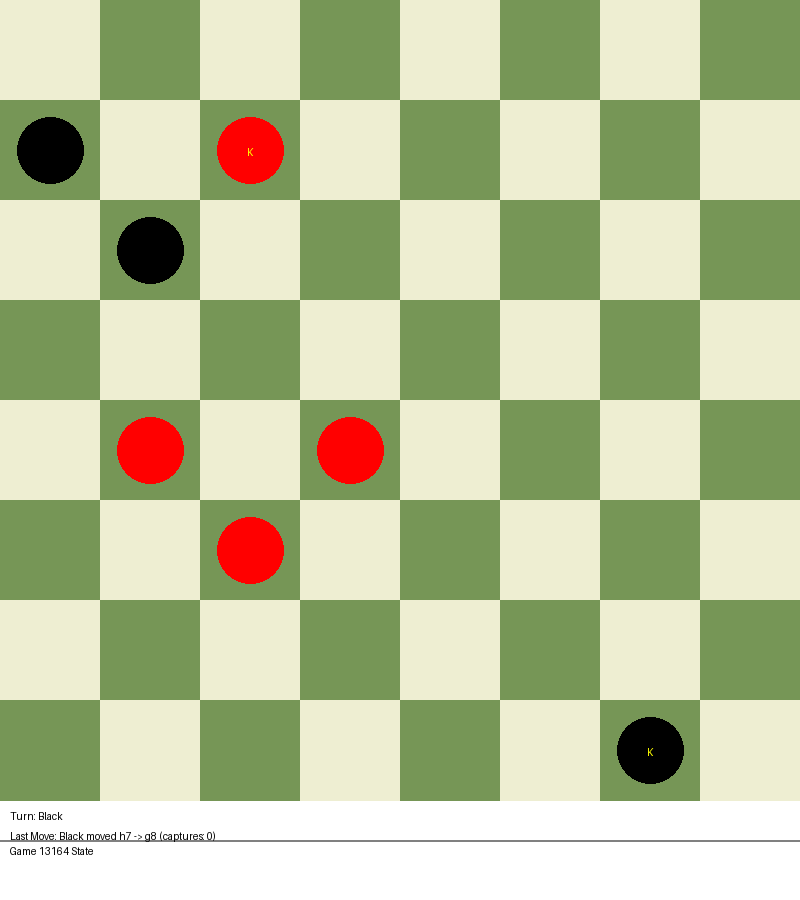 K
K
Turn: Black
Last Move: Black moved h7 -> g8 (captures: 0)
Game 13164 State